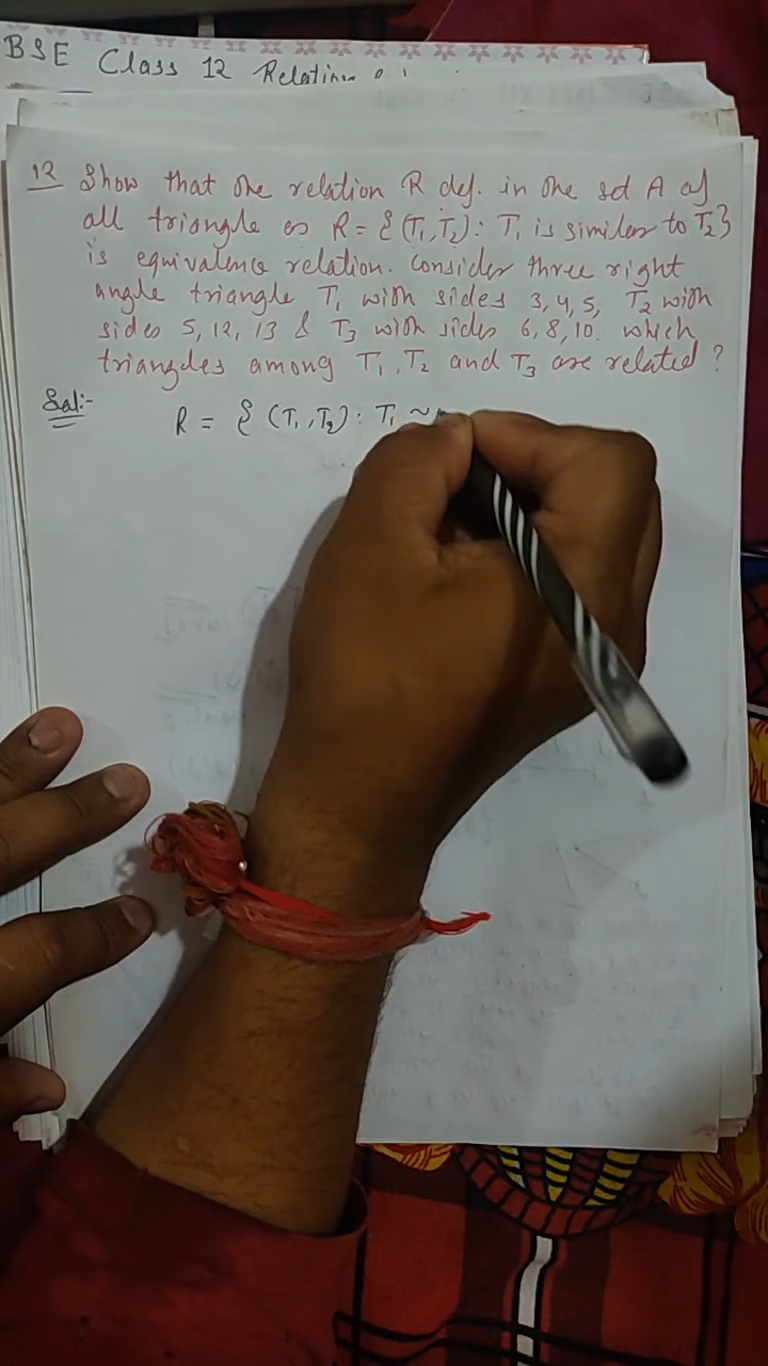 BSE Class 12 Relation
12 Show that the relation R def. in the set A of
all triangle as R = {(T₁, T₂) : T₁ is similar to T₂}
is equivalence relation. Consider three right
angle triangle T₁ with sides 3, 4, 5, T₂ with
sides 5, 12, 13 & T₃ with sides 6, 8, 10. which
triangles among T₁, T₂ and T₃ are related ?
Sol:-
R = { (T₁, T₂) : T₁ ~